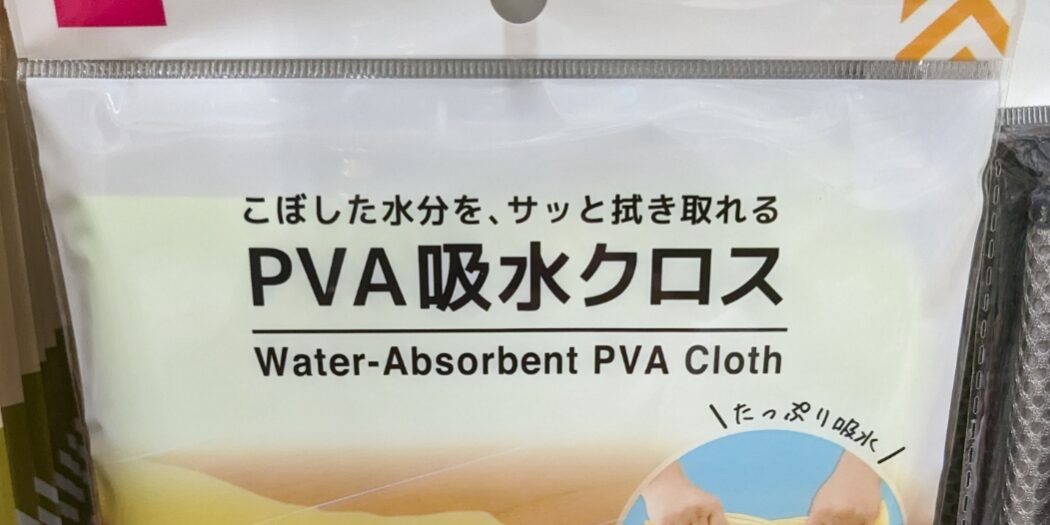 こぼした水分を、サッと拭き取れる
PVA吸水クロス
Water-Absorbent PVA Cloth
たっぷり吸水